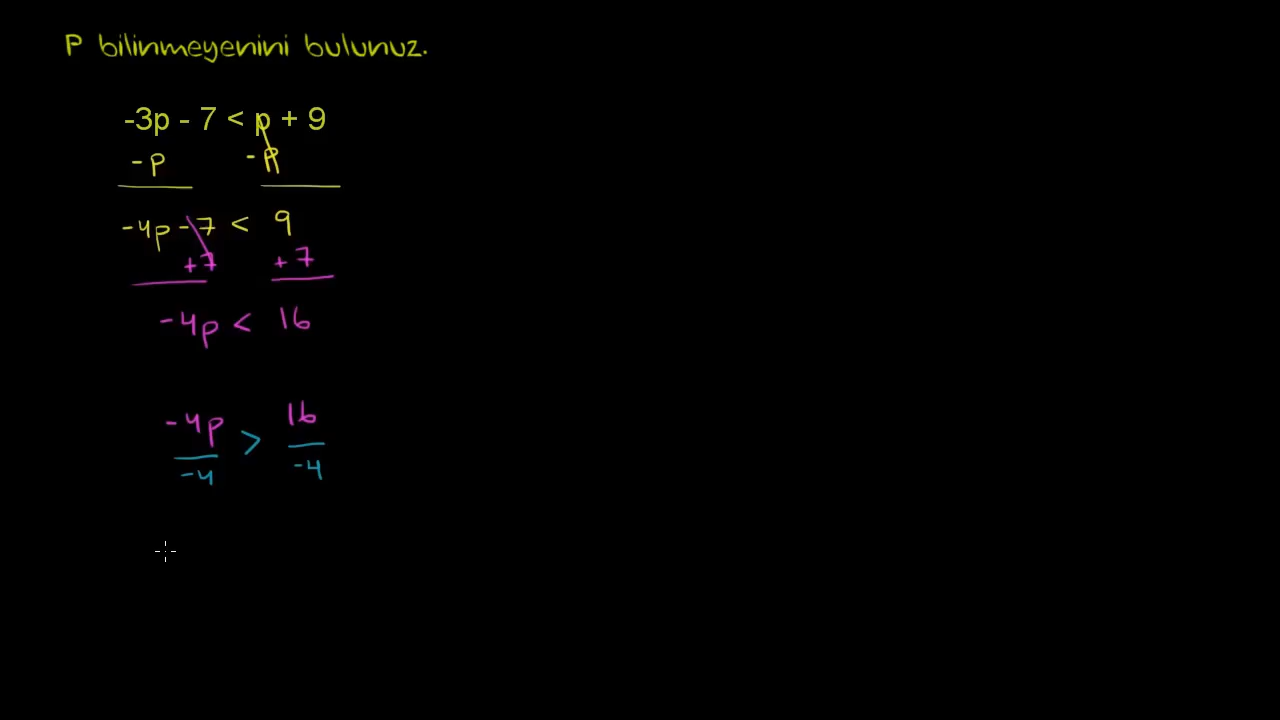 P bilinmeyenini bulunuz.
-3p - 7 < p + 9
-p -p
-4p - 7 < 9
+7 +7
-4p < 16
-4p > 16
-4 -4